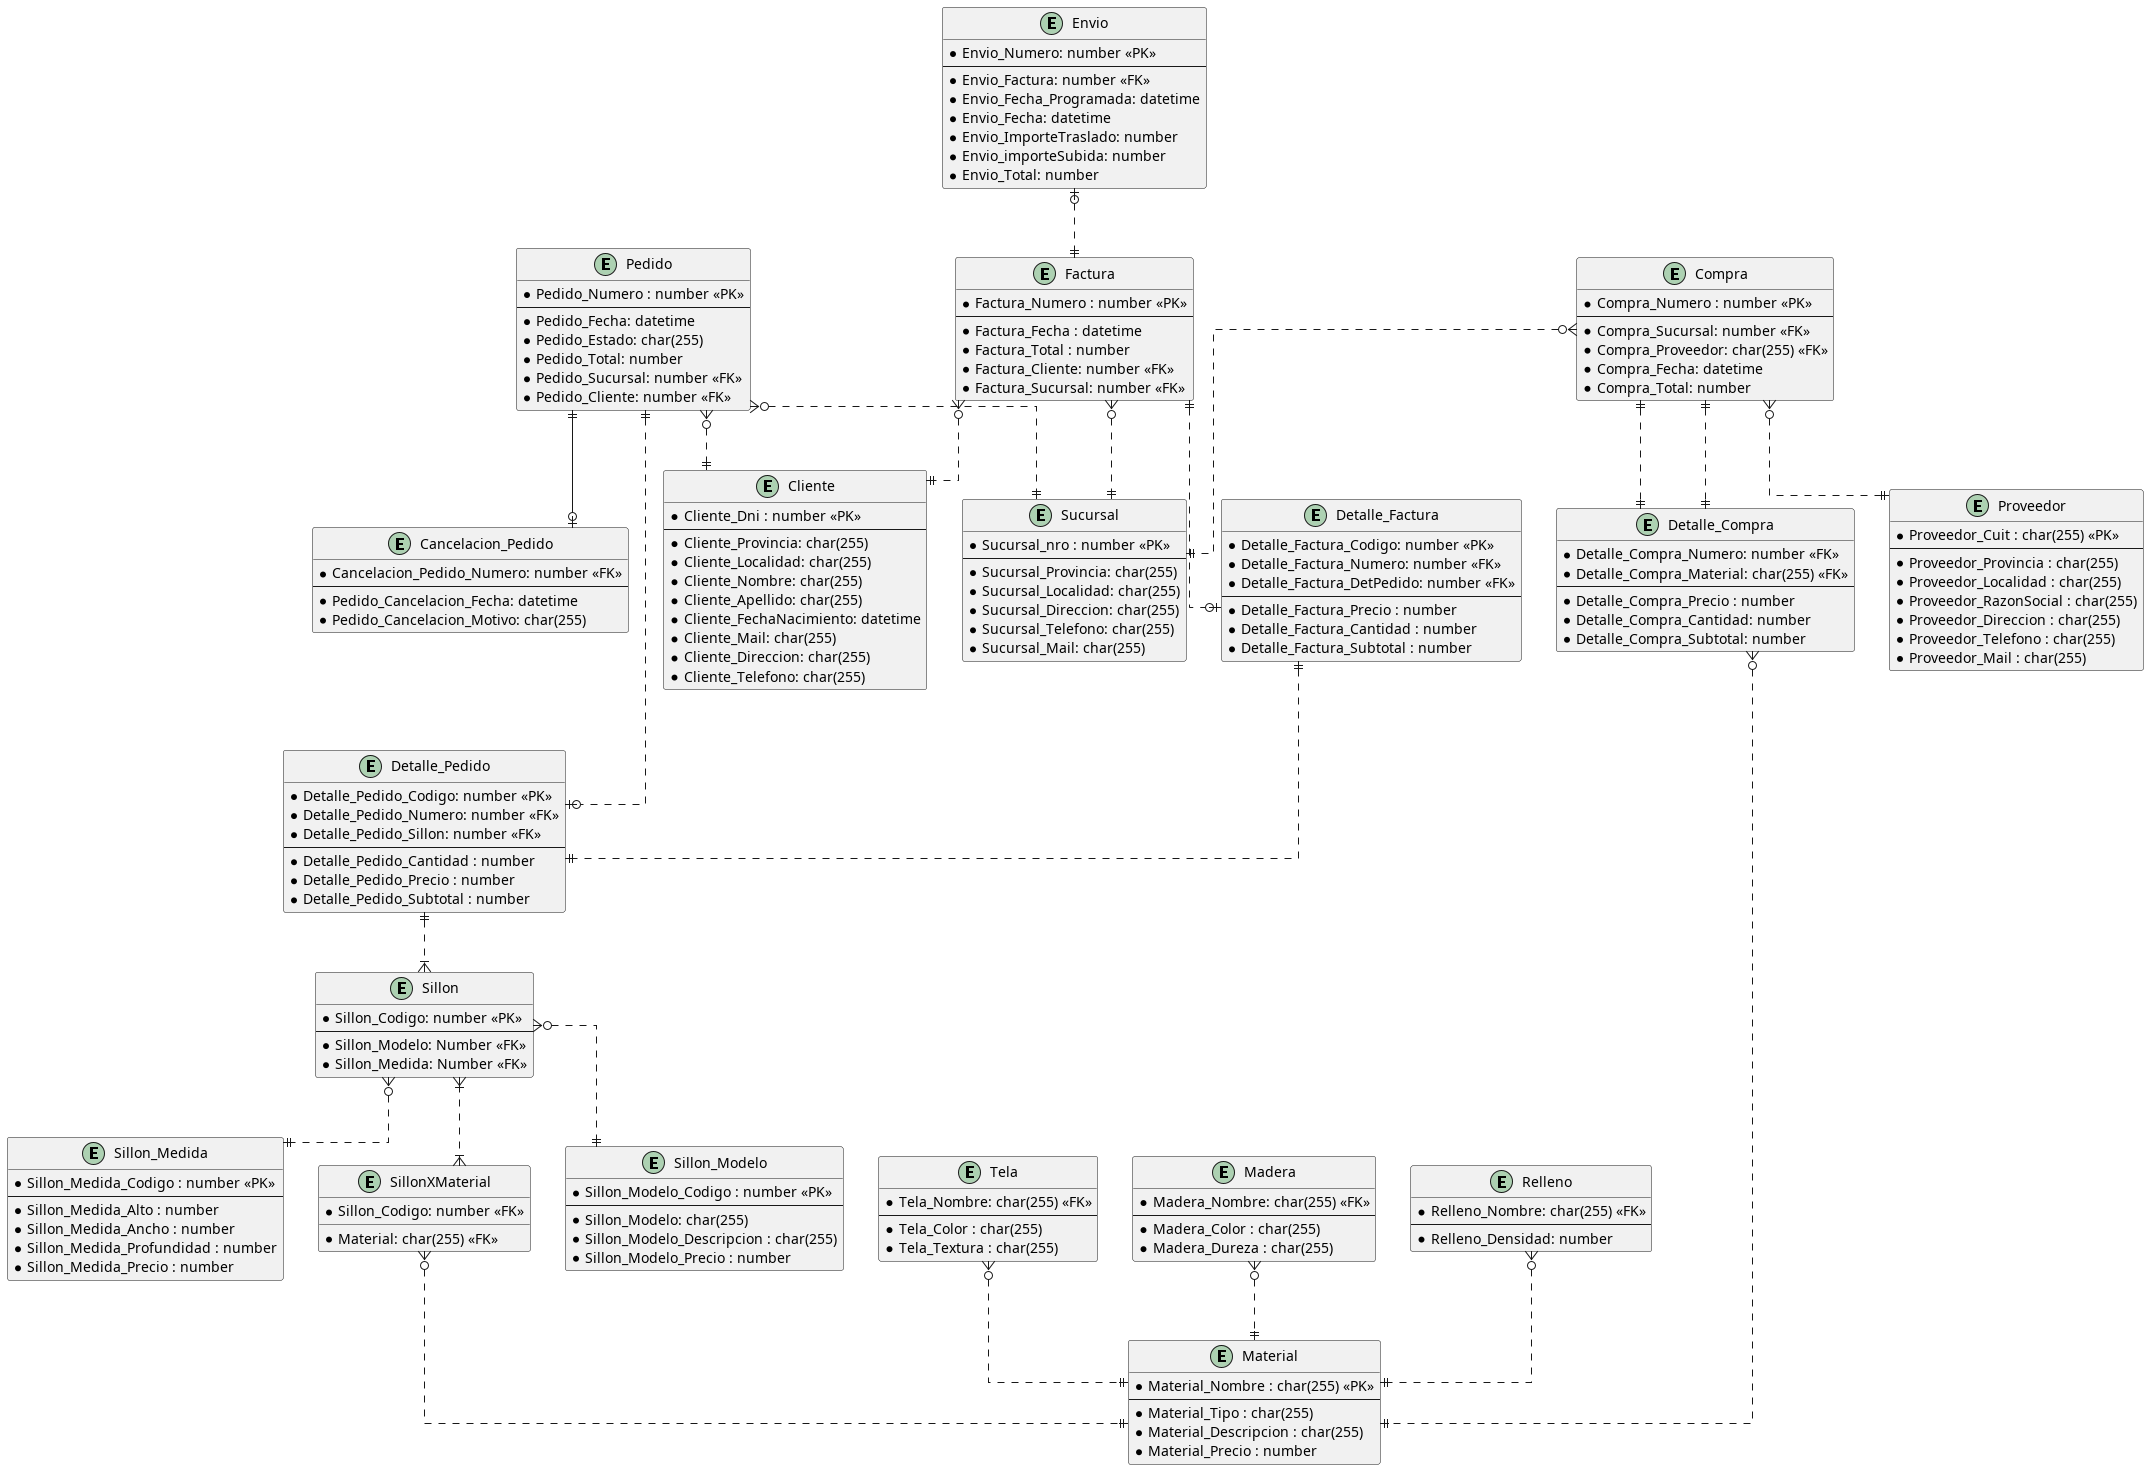 E Envio
Envio_Numero: number «PK»
Envio_Factura: number «FK»
Envio_Fecha_Programada: datetime
Envio_Fecha: datetime
Envio_ImporteTraslado: number
Envio_importeSubida: number
Envio_Total: number
E Pedido
Pedido_Numero : number «PK»
Pedido_Fecha: datetime
Pedido_Estado: char(255)
Pedido_Total: number
Pedido_Sucursal: number «FK»
Pedido_Cliente: number «FK»
E Factura
Factura_Numero : number «PK»
Factura_Fecha : datetime
Factura_Total : number
Factura_Cliente: number «FK»
Factura_Sucursal: number «FK»
E Compra
Compra_Numero : number «PK»
Compra_Sucursal: number «FK»
Compra_Proveedor: char(255) «FK»
Compra_Fecha: datetime
Compra_Total: number
E Cancelacion_Pedido
Cancelacion_Pedido_Numero: number «FK»
Pedido_Cancelacion_Fecha: datetime
Pedido_Cancelacion_Motivo: char(255)
E Cliente
Cliente_Dni : number «PK»
Cliente_Provincia: char(255)
Cliente_Localidad: char(255)
Cliente_Nombre: char(255)
Cliente_Apellido: char(255)
Cliente_FechaNacimiento: datetime
Cliente_Mail: char(255)
Cliente_Direccion: char(255)
Cliente_Telefono: char(255)
E Sucursal
Sucursal_nro : number «PK»
Sucursal_Provincia: char(255)
Sucursal_Localidad: char(255)
Sucursal_Direccion: char(255)
Sucursal_Telefono: char(255)
Sucursal_Mail: char(255)
E Detalle_Factura
Detalle_Factura_Codigo: number «PK»
Detalle_Factura_Numero: number «FK»
Detalle_Factura_DetPedido: number «FK»
Detalle_Factura_Precio : number
Detalle_Factura_Cantidad : number
Detalle_Factura_Subtotal : number
E Detalle_Compra
Detalle_Compra_Numero: number «FK»
Detalle_Compra_Material: char(255) «FK»
Detalle_Compra_Precio : number
Detalle_Compra_Cantidad: number
Detalle_Compra_Subtotal: number
E Proveedor
Proveedor_Cuit : char(255) «PK»
Proveedor_Provincia : char(255)
Proveedor_Localidad : char(255)
Proveedor_RazonSocial : char(255)
Proveedor_Direccion : char(255)
Proveedor_Telefono : char(255)
Proveedor_Mail : char(255)
E Detalle_Pedido
Detalle_Pedido_Codigo: number «PK»
Detalle_Pedido_Numero: number «FK»
Detalle_Pedido_Sillon: number «FK»
Detalle_Pedido_Cantidad : number
Detalle_Pedido_Precio : number
Detalle_Pedido_Subtotal : number
E Sillon
Sillon_Codigo: number «PK»
Sillon_Modelo: Number «FK»
Sillon_Medida: Number «FK»
E Sillon_Medida
Sillon_Medida_Codigo : number «PK»
Sillon_Medida_Alto : number
Sillon_Medida_Ancho : number
Sillon_Medida_Profundidad : number
Sillon_Medida_Precio : number
E SillonXMaterial
Sillon_Codigo: number «FK»
Material: char(255) «FK»
E Sillon_Modelo
Sillon_Modelo_Codigo : number «PK»
Sillon_Modelo: char(255)
Sillon_Modelo_Descripcion : char(255)
Sillon_Modelo_Precio : number
E Tela
Tela_Nombre: char(255) «FK»
Tela_Color : char(255)
Tela_Textura : char(255)
E Madera
Madera_Nombre: char(255) «FK»
Madera_Color : char(255)
Madera_Dureza : char(255)
E Relleno
Relleno_Nombre: char(255) «FK»
Relleno_Densidad: number
E Material
Material_Nombre : char(255) «PK»
Material_Tipo : char(255)
Material_Descripcion : char(255)
Material_Precio : number